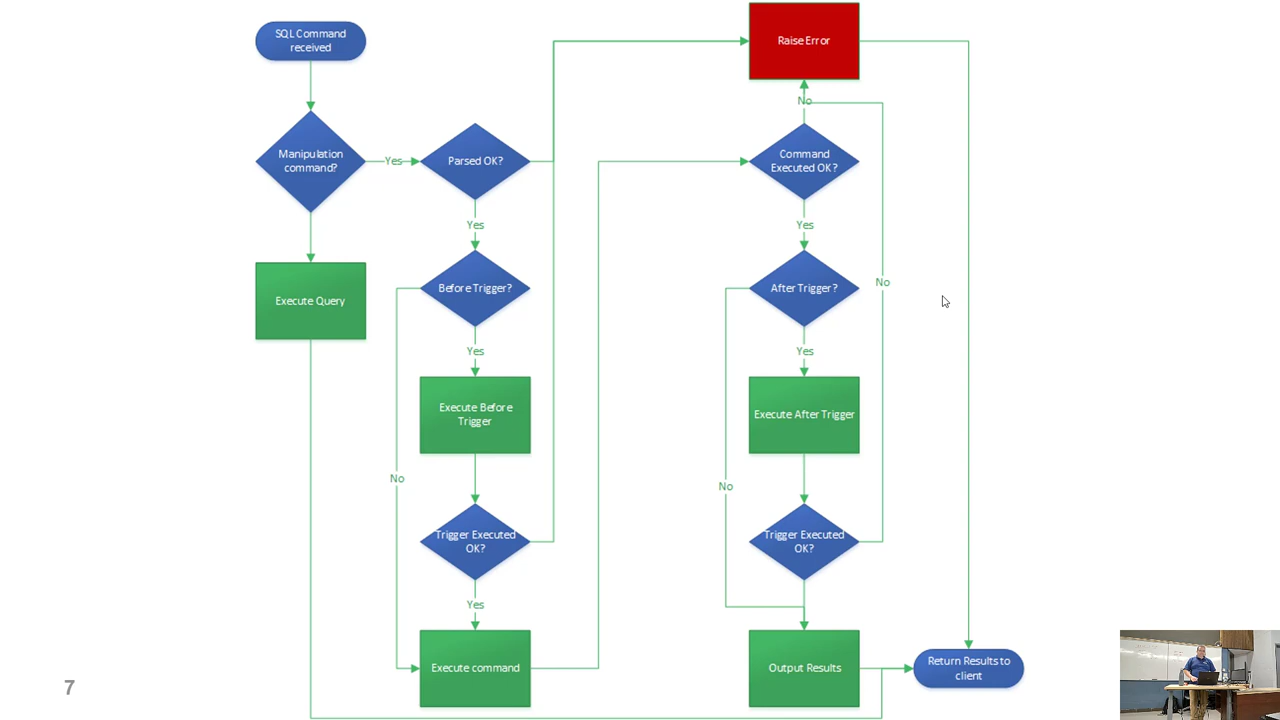 SQL Command
received
Manipulation
command?
Yes
Parsed OK?
Execute Query
Yes
Before Trigger?
Yes
No
Execute Before
Trigger
Trigger Executed
OK?
Yes
Execute command
Raise Error
No
Command
Executed OK?
Yes
After Trigger?
No
Yes
Execute After Trigger
No
Trigger Executed
OK?
Output Results
Return Results to
client
7